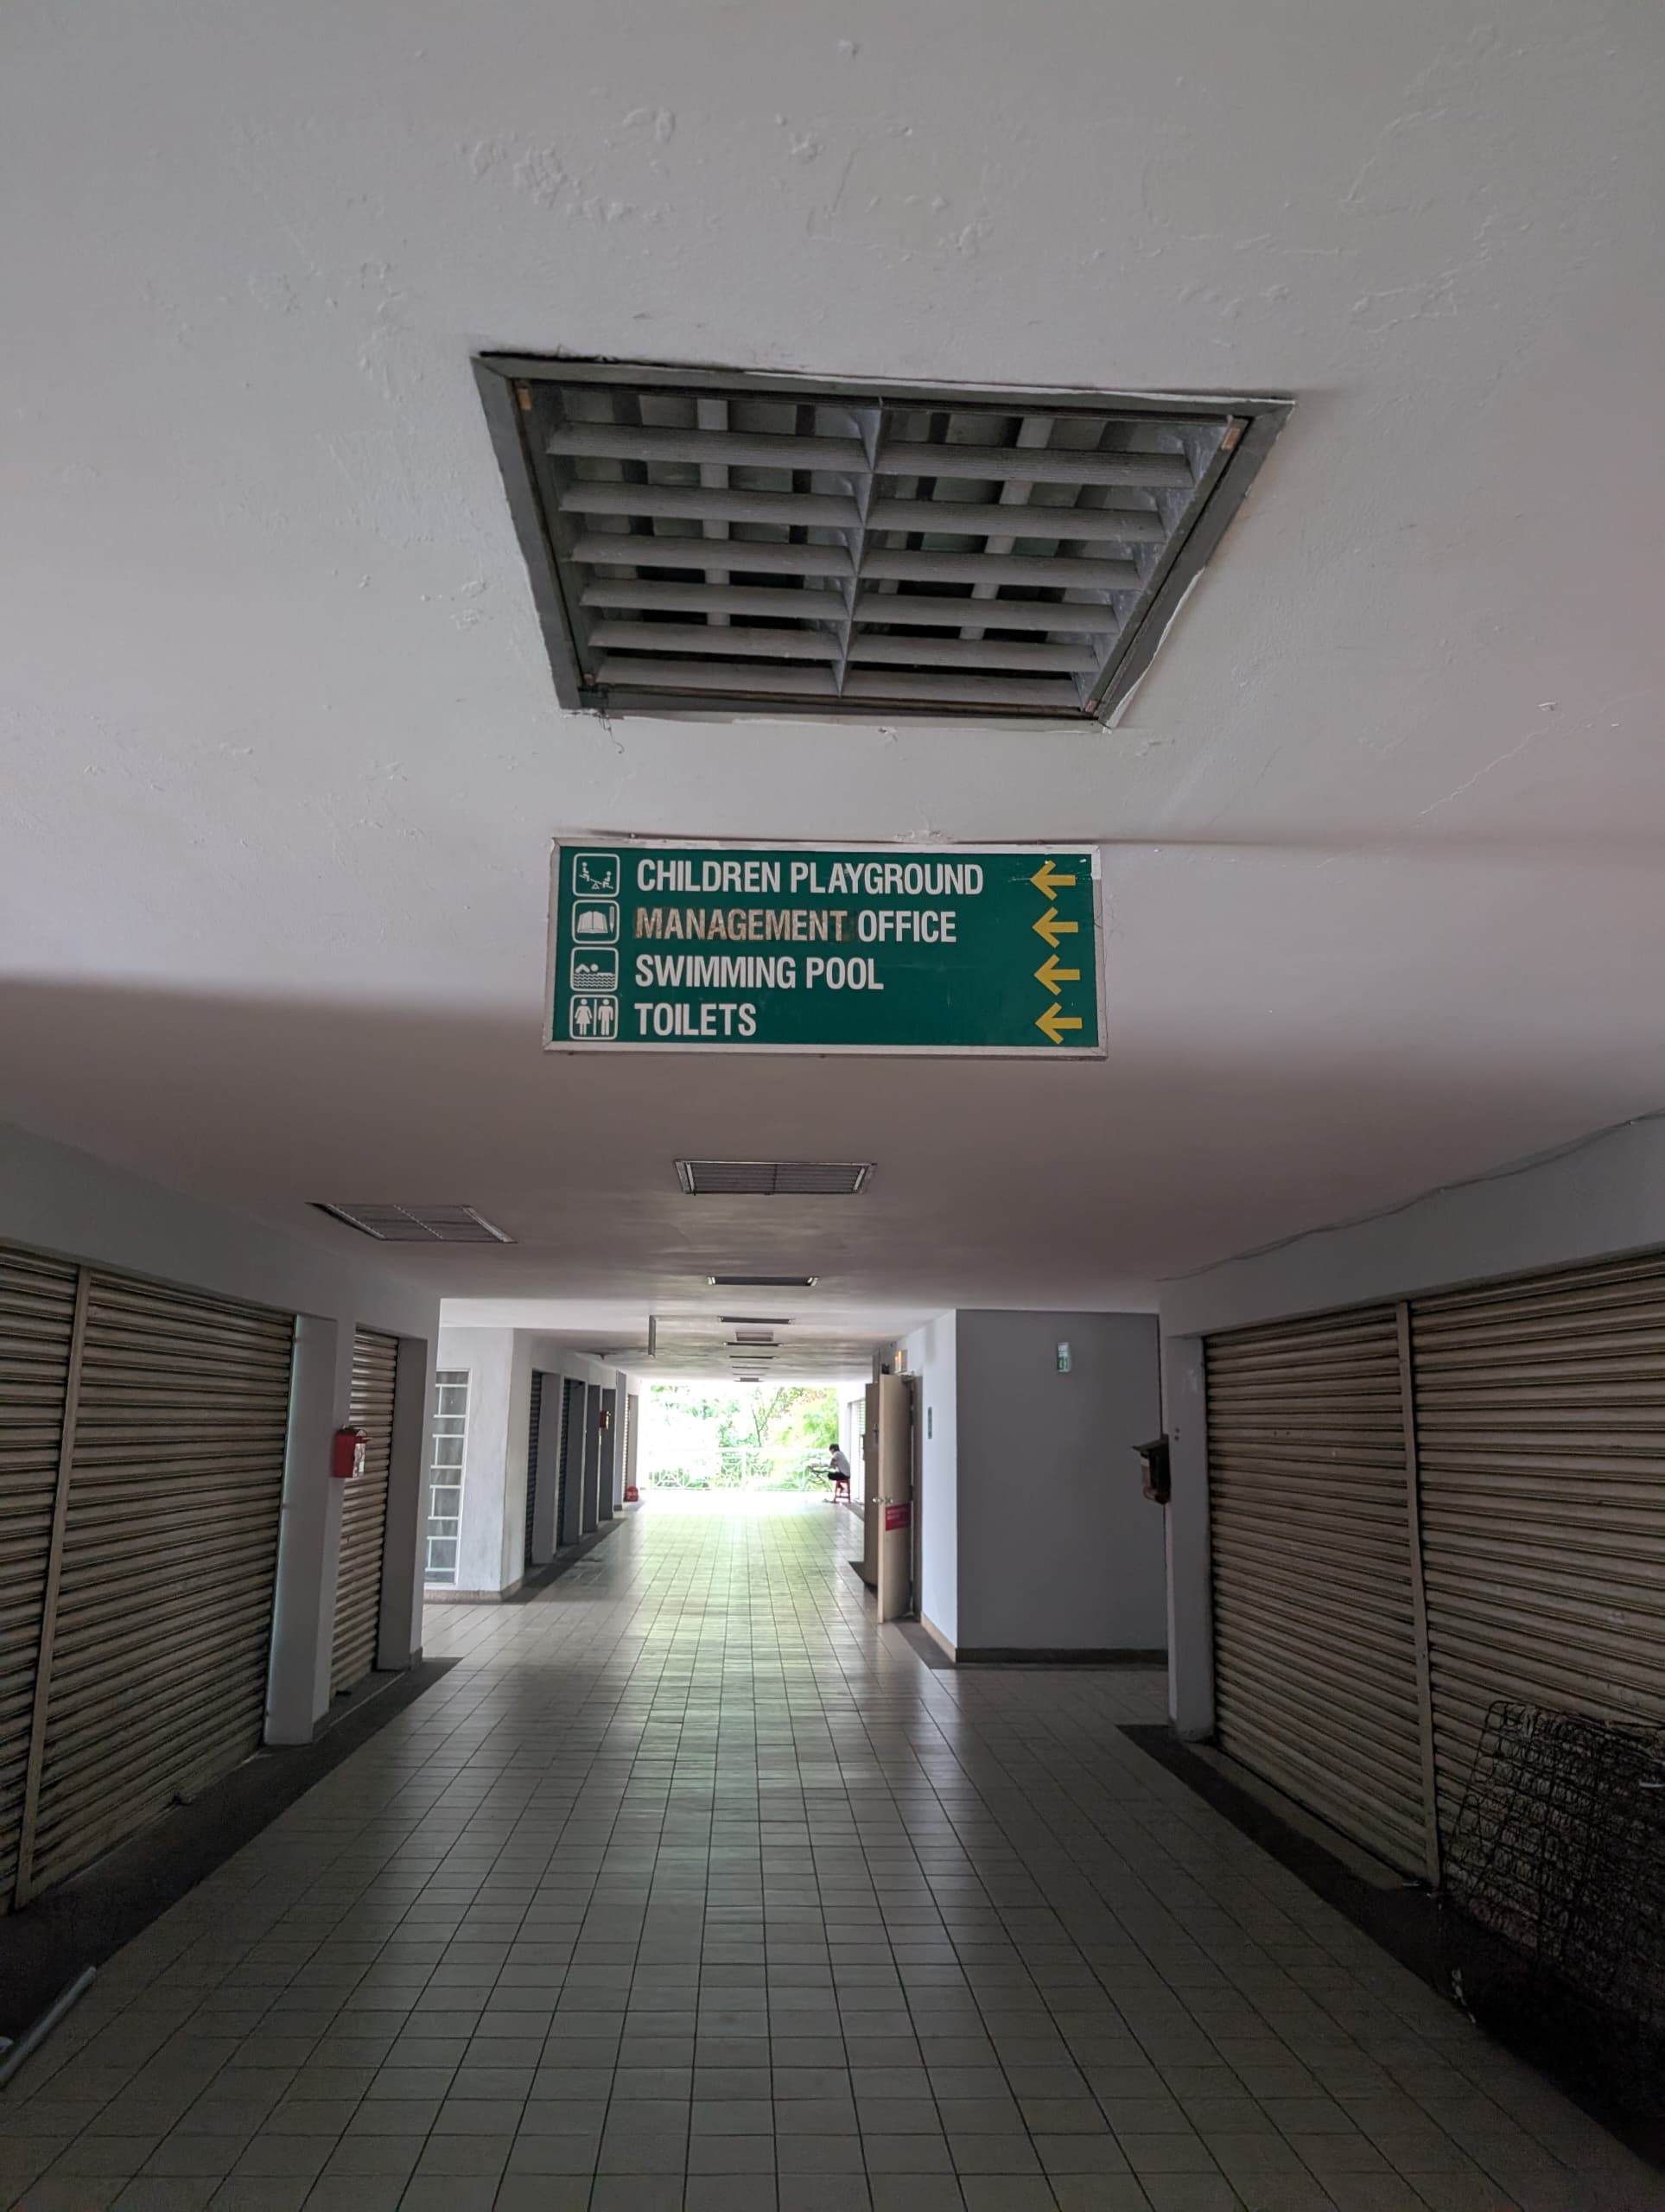 CHILDREN PLAYGROUND
MANAGEMENT OFFICE
SWIMMING POOL
TOILETS